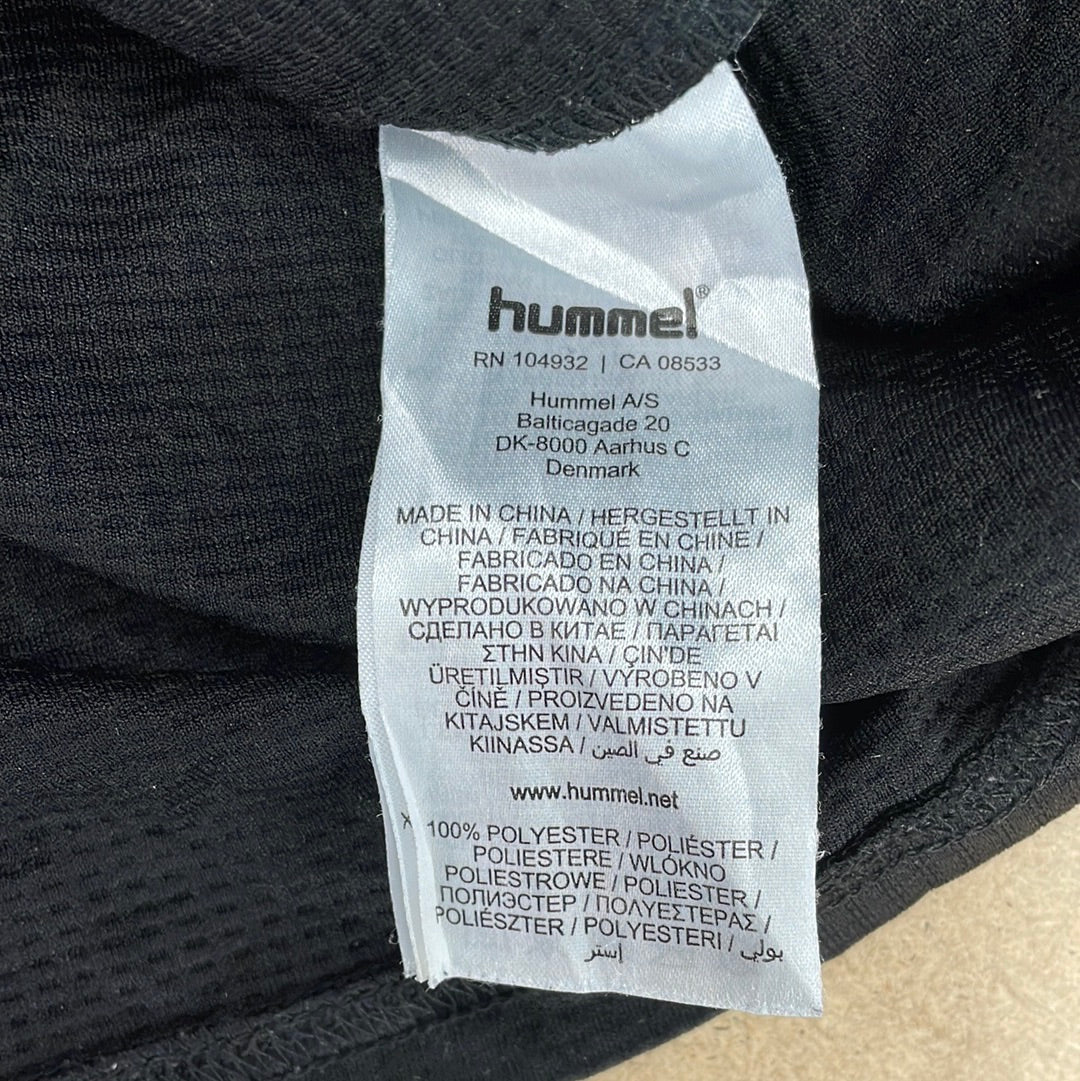 hummel®
RN 104932 | CA 08533
Hummel A/S
Balticagade 20
DK-8000 Aarhus C
Denmark
MADE IN CHINA / HERGESTELLT IN
CHINA / FABRIQUÉ EN CHINE /
FABRICADO EN CHINA /
FABRICADO NA CHINA /
WYPRODUKOWANO W CHINACH /
СДЕЛАНО В КИТАЕ / ΠΑΡΑΓΕΤΑΙ
ΣΤΗΝ ΚΙΝΑ / ÇIN'DE
ÜRETILMISTIR / VYROBENO V
ČÍNĚ / PROIZVEDENO NA
KITAJSKEM / VALMISTETTU
KIINASSA / صنع في الصين
www.hummel.net
100% POLYESTER / POLIÉSTER /
POLIESTERE / WLÓKNO
POLIESTROWE / POLIESTER /
ПОЛИЭСТЕР / ΠΟΛΥΕΣΤΕΡΑΣ /
POLIÉSZTER / POLYESTERI / بولي
إستر